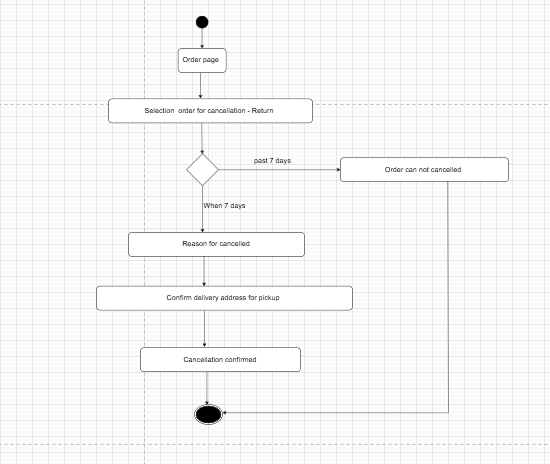 Order page
Selection order for cancellation - Return
past 7 days
Order can not cancelled
When 7 days
Reason for cancelled
Confirm delivery address for pickup
Cancellation confirmed